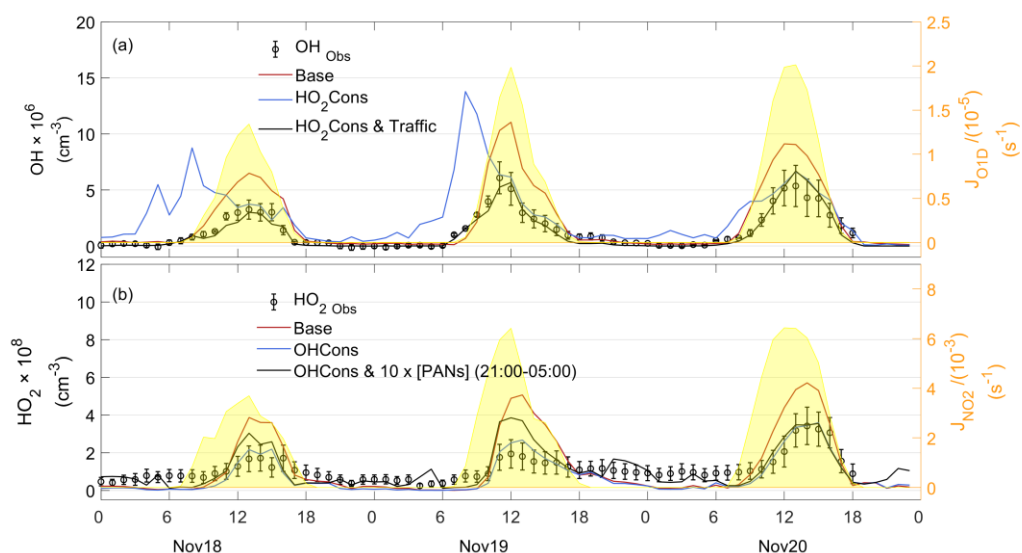 (a)
OH Obs
Base
HO2Cons
HO2Cons & Traffic
OH × 10^6
(cm^-3)
20
15
10
5
0
2.5
2
1.5
1
0.5
0
J_O1D /(10^-5)
(s^-1)
(b)
HO2 Obs
Base
OHCons
OHCons & 10 x [PANs] (21:00-05:00)
HO2 × 10^8
(cm^-3)
12
10
8
6
4
2
0
8
6
4
2
0
J_NO2 /(10^-3)
(s^-1)
0 6 12 18 0 6 12 18 0 6 12 18 0
Nov18 Nov19 Nov20